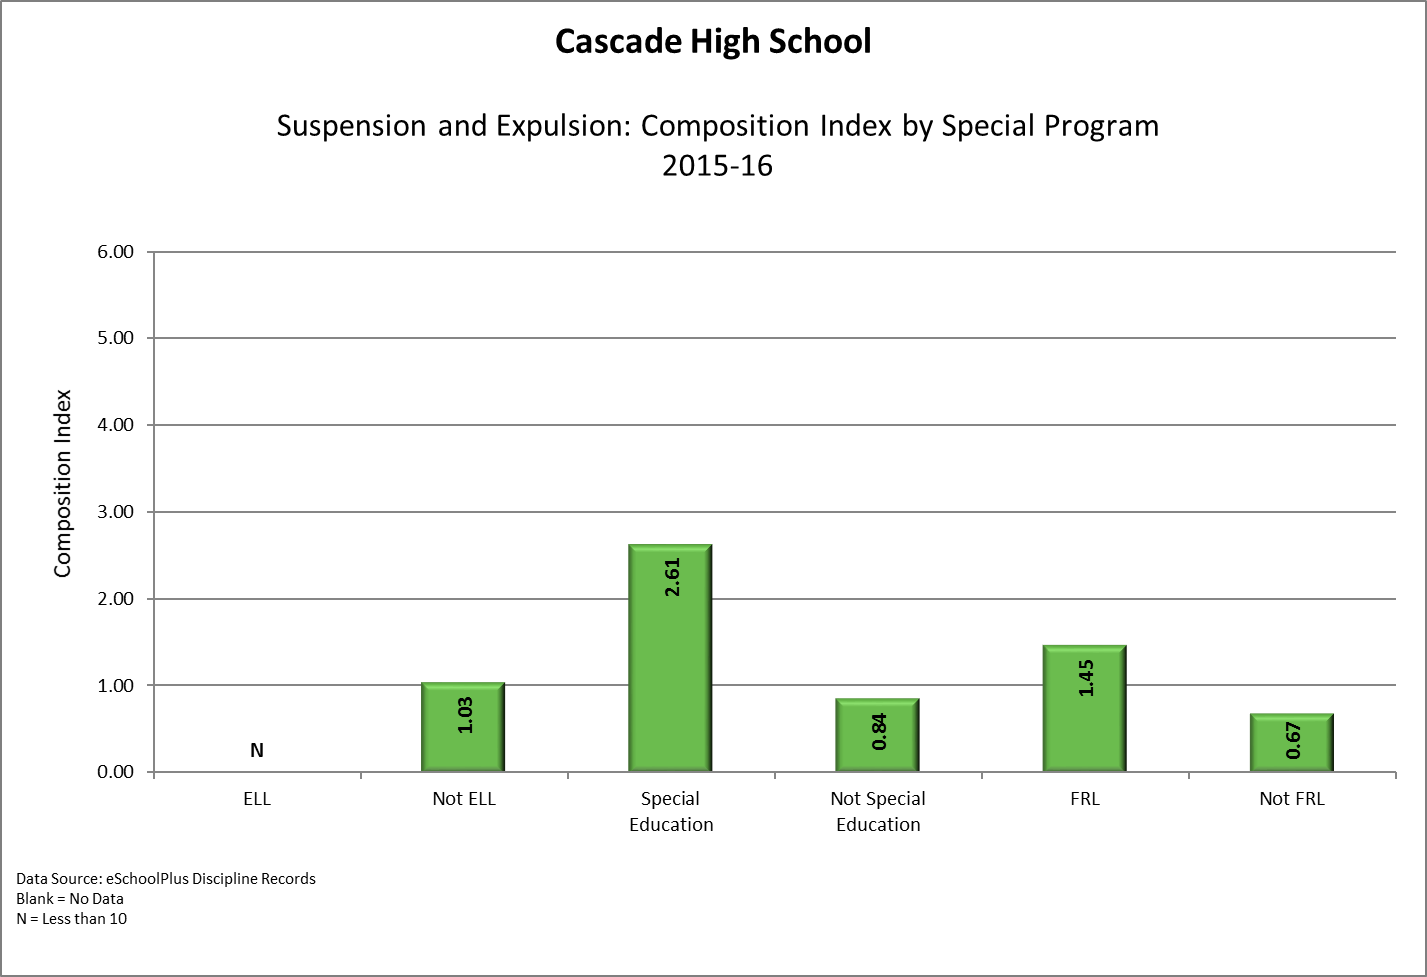 Cascade High School
Suspension and Expulsion: Composition Index by Special Program
2015-16
Composition Index
6.00
5.00
4.00
3.00
2.00
1.00
0.00
N
1.03
2.61
0.84
1.45
0.67
ELL
Not ELL
Special
Education
Not Special
Education
FRL
Not FRL
Data Source: eSchoolPlus Discipline Records
Blank = No Data
N = Less than 10